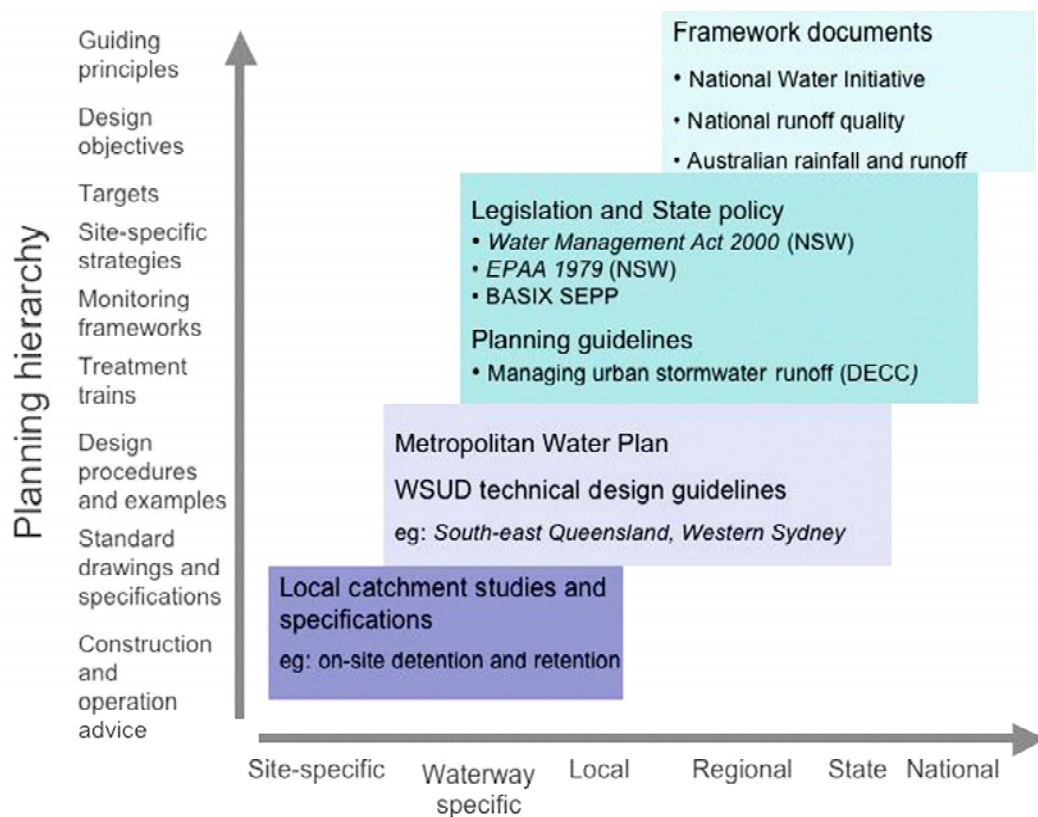 Planning hierarchy
Guiding
principles
Design
objectives
Targets
Site-specific
strategies
Monitoring
frameworks
Treatment
trains
Design
procedures
and examples
Standard
drawings and
specifications
Construction
and
operation
advice
Framework documents
• National Water Initiative
• National runoff quality
• Australian rainfall and runoff
Legislation and State policy
• Water Management Act 2000 (NSW)
• EPAA 1979 (NSW)
• BASIX SEPP
Planning guidelines
• Managing urban stormwater runoff (DECC)
Metropolitan Water Plan
WSUD technical design guidelines
eg: South-east Queensland, Western Sydney
Local catchment studies and
specifications
eg: on-site detention and retention
Site-specific
Waterway
specific
Local
Regional
State
National